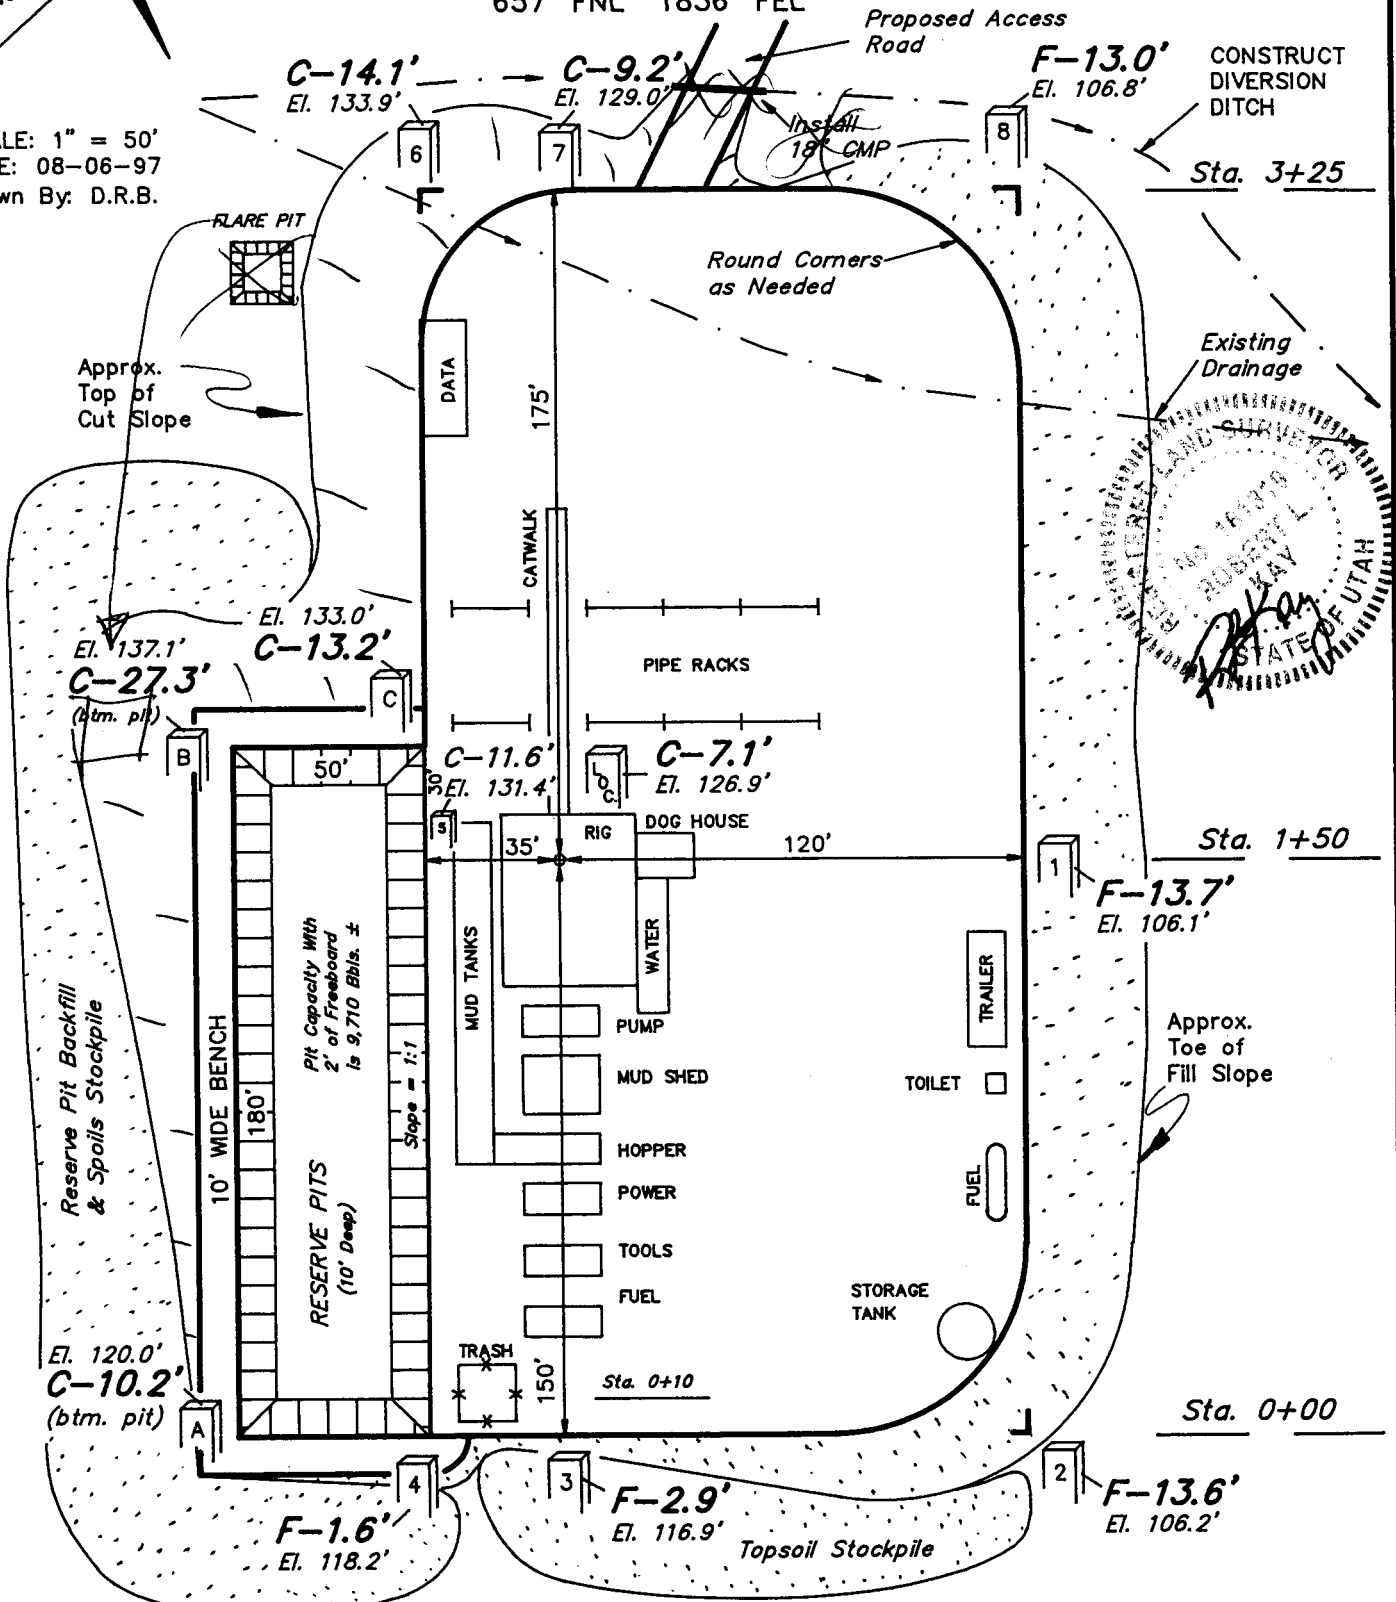 657' FNL 1836' FEL
Proposed Access
Road
C-14.1'
El. 133.9'
C-9.2'
El. 129.0'
F-13.0'
El. 106.8'
CONSTRUCT
DIVERSION
DITCH
Install
18" CMP
6
7
8
1" = 50'
08-06-97
By: D.R.B.
Sta. 3+25
FLARE PIT
Round Corners
as Needed
Approx.
Top of
Cut Slope
DATA
175'
Existing
Drainage
REGISTERED LAND SURVEYOR
No
ROBERT L.
KAY
STATE OF UTAH
CATWALK
El. 133.0'
C-13.2'
El. 137.1'
C-27.3'
(btm. pit)
C
B
PIPE RACKS
50'
C-11.6'
El. 131.4'
30'
5
LOC.
C-7.1'
El. 126.9'
RIG
DOG HOUSE
35'
120'
Sta. 1+50
1
F-13.7'
El. 106.1'
MUD TANKS
WATER
TRAILER
Pit Capacity With
2' of Freeboard
is 9,710 Bbls. ±
Reserve Pit Backfill
& Spoils Stockpile
10' WIDE BENCH
180'
Slope = 1:1
RESERVE PITS
(10' Deep)
PUMP
MUD SHED
HOPPER
POWER
TOOLS
FUEL
TOILET
FUEL
Approx.
Toe of
Fill Slope
STORAGE
TANK
TRASH
150'
Sta. 0+10
El. 120.0'
C-10.2'
(btm. pit)
A
Sta. 0+00
4
3
2
F-1.6'
El. 118.2'
F-2.9'
El. 116.9'
F-13.6'
El. 106.2'
Topsoil Stockpile